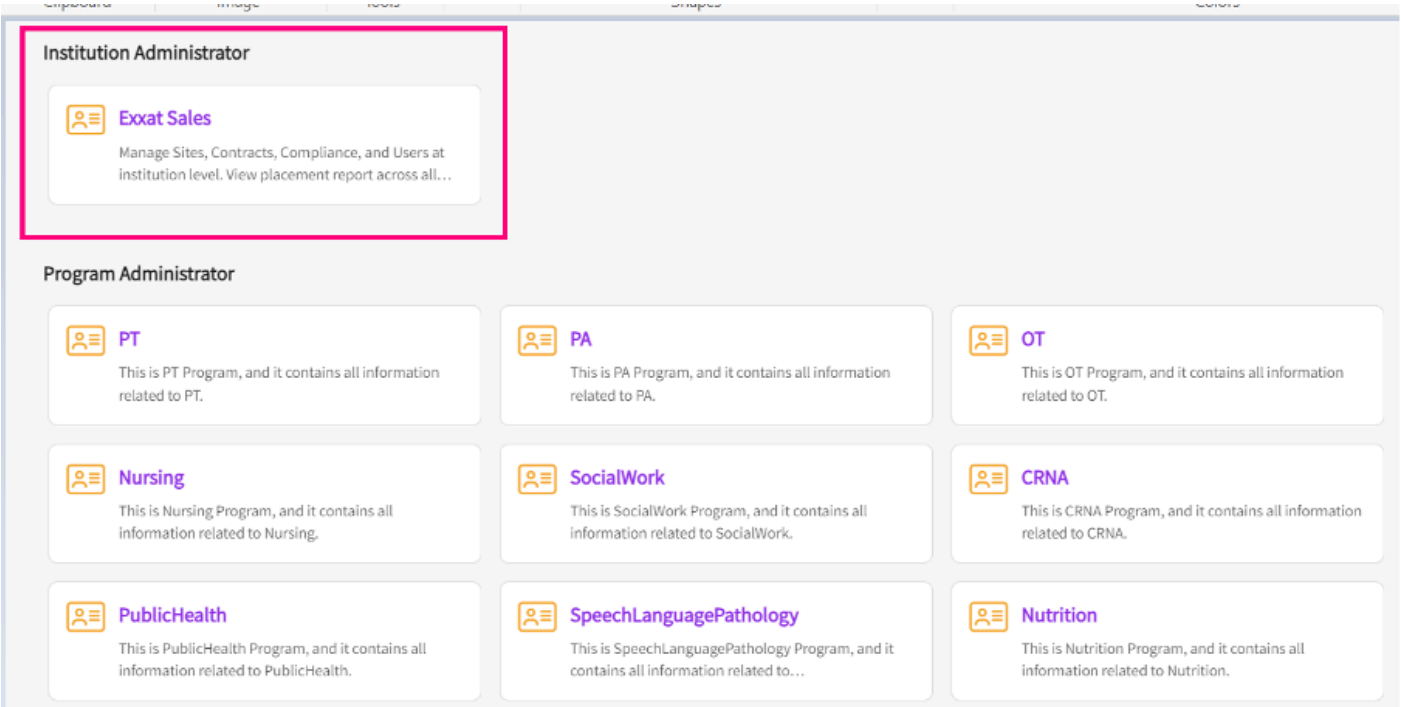 Clipboard Image Tools Shapes Colors
Institution Administrator
Exxat Sales
Manage Sites, Contracts, Compliance, and Users at
institution level. View placement report across all...
Program Administrator
PT
This is PT Program, and it contains all information
related to PT.
PA
This is PA Program, and it contains all information
related to PA.
OT
This is OT Program, and it contains all information
related to OT.
Nursing
This is Nursing Program, and it contains all
information related to Nursing.
SocialWork
This is SocialWork Program, and it contains all
information related to SocialWork.
CRNA
This is CRNA Program, and it contains all information
related to CRNA.
PublicHealth
This is PublicHealth Program, and it contains all
information related to PublicHealth.
SpeechLanguagePathology
This is SpeechLanguagePathology Program, and it
contains all information related to...
Nutrition
This is Nutrition Program, and it contains all
information related to Nutrition.